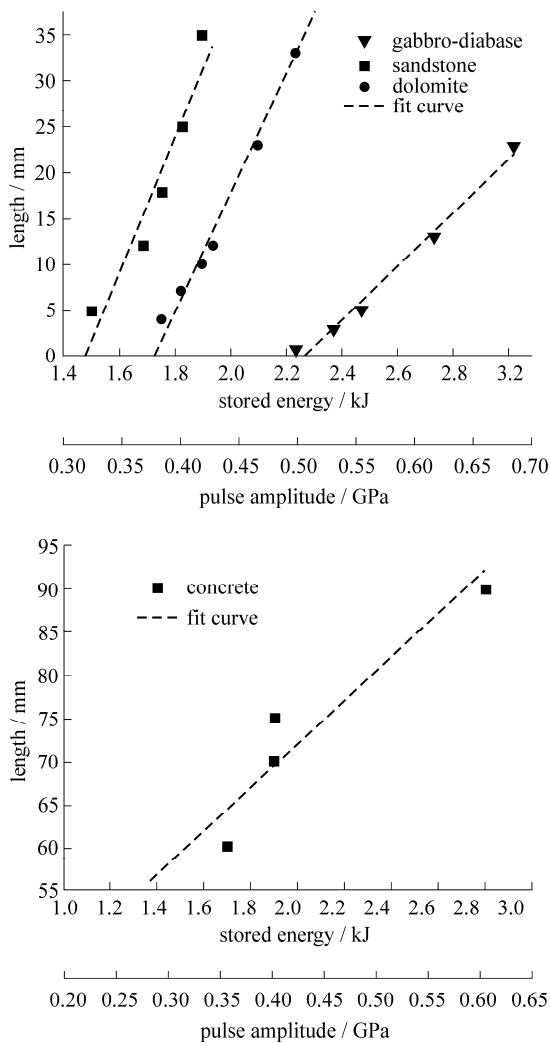 35
30
25
20
15
10
5
0
length / mm
gabbro-diabase
sandstone
dolomite
fit curve
1.4 1.6 1.8 2.0 2.2 2.4 2.6 2.8 3.2
stored energy / kJ
0.30 0.35 0.40 0.45 0.50 0.55 0.60 0.65 0.70
pulse amplitude / GPa
95
90
85
80
75
70
65
60
55
length / mm
concrete
fit curve
1.0 1.2 1.4 1.6 1.8 2.0 2.2 2.4 2.6 2.8 3.0
stored energy / kJ
0.20 0.25 0.30 0.35 0.40 0.45 0.50 0.55 0.60 0.65
pulse amplitude / GPa